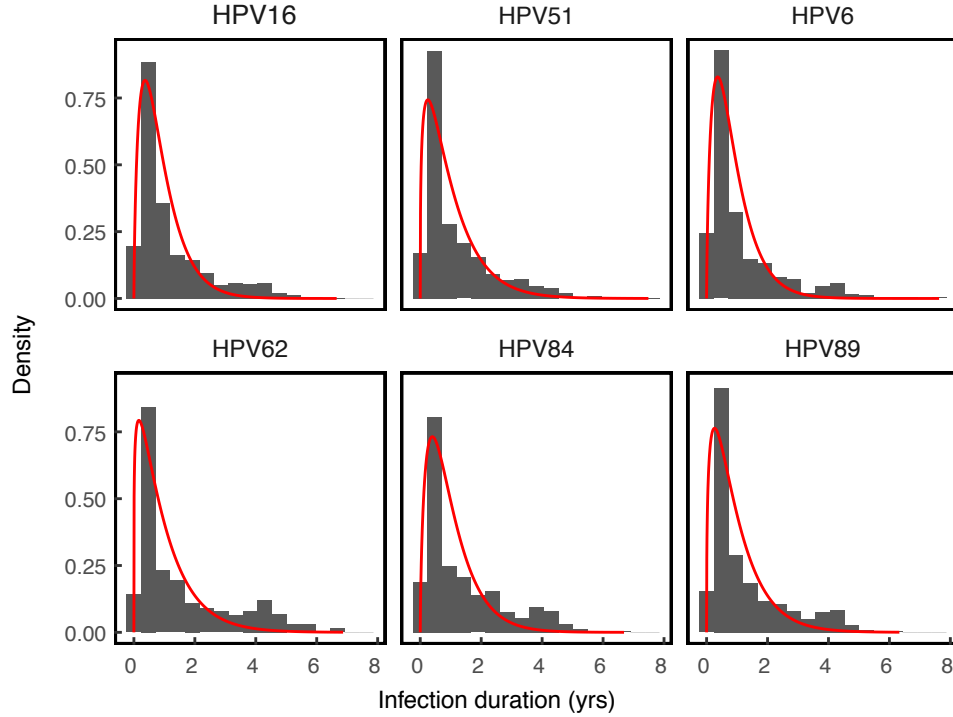 HPV16 HPV51 HPV6
0.75
0.50
0.25
0.00
HPV62 HPV84 HPV89
0.75
0.50
0.25
0.00
0 2 4 6 8 0 2 4 6 8 0 2 4 6 8
Density
Infection duration (yrs)